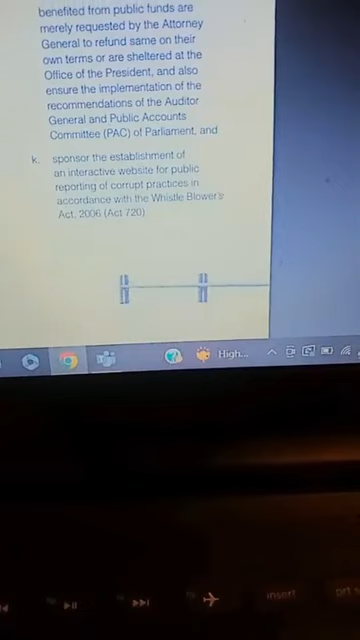 benefited from public funds are
merely requested by the Attorney
General to refund same on their
own terms or are sheltered at the
Office of the President, and also
ensure the implementation of the
recommendations of the Auditor
General and Public Accounts
Committee (PAC) of Parliament, and
k. sponsor the establishment of
an interactive website for public
reporting of corrupt practices in
accordance with the Whistle Blower's
Act, 2006 (Act 720)
High...
insert
prt s